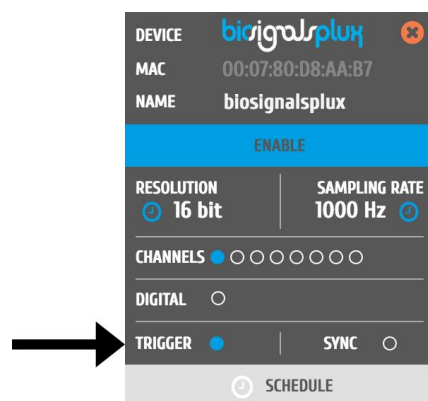 DEVICE biosignalsplux
MAC 00:07:80:D8:AA:B7
NAME biosignalsplux
ENABLE
RESOLUTION SAMPLING RATE
16 bit 1000 Hz
CHANNELS
DIGITAL
TRIGGER SYNC
SCHEDULE